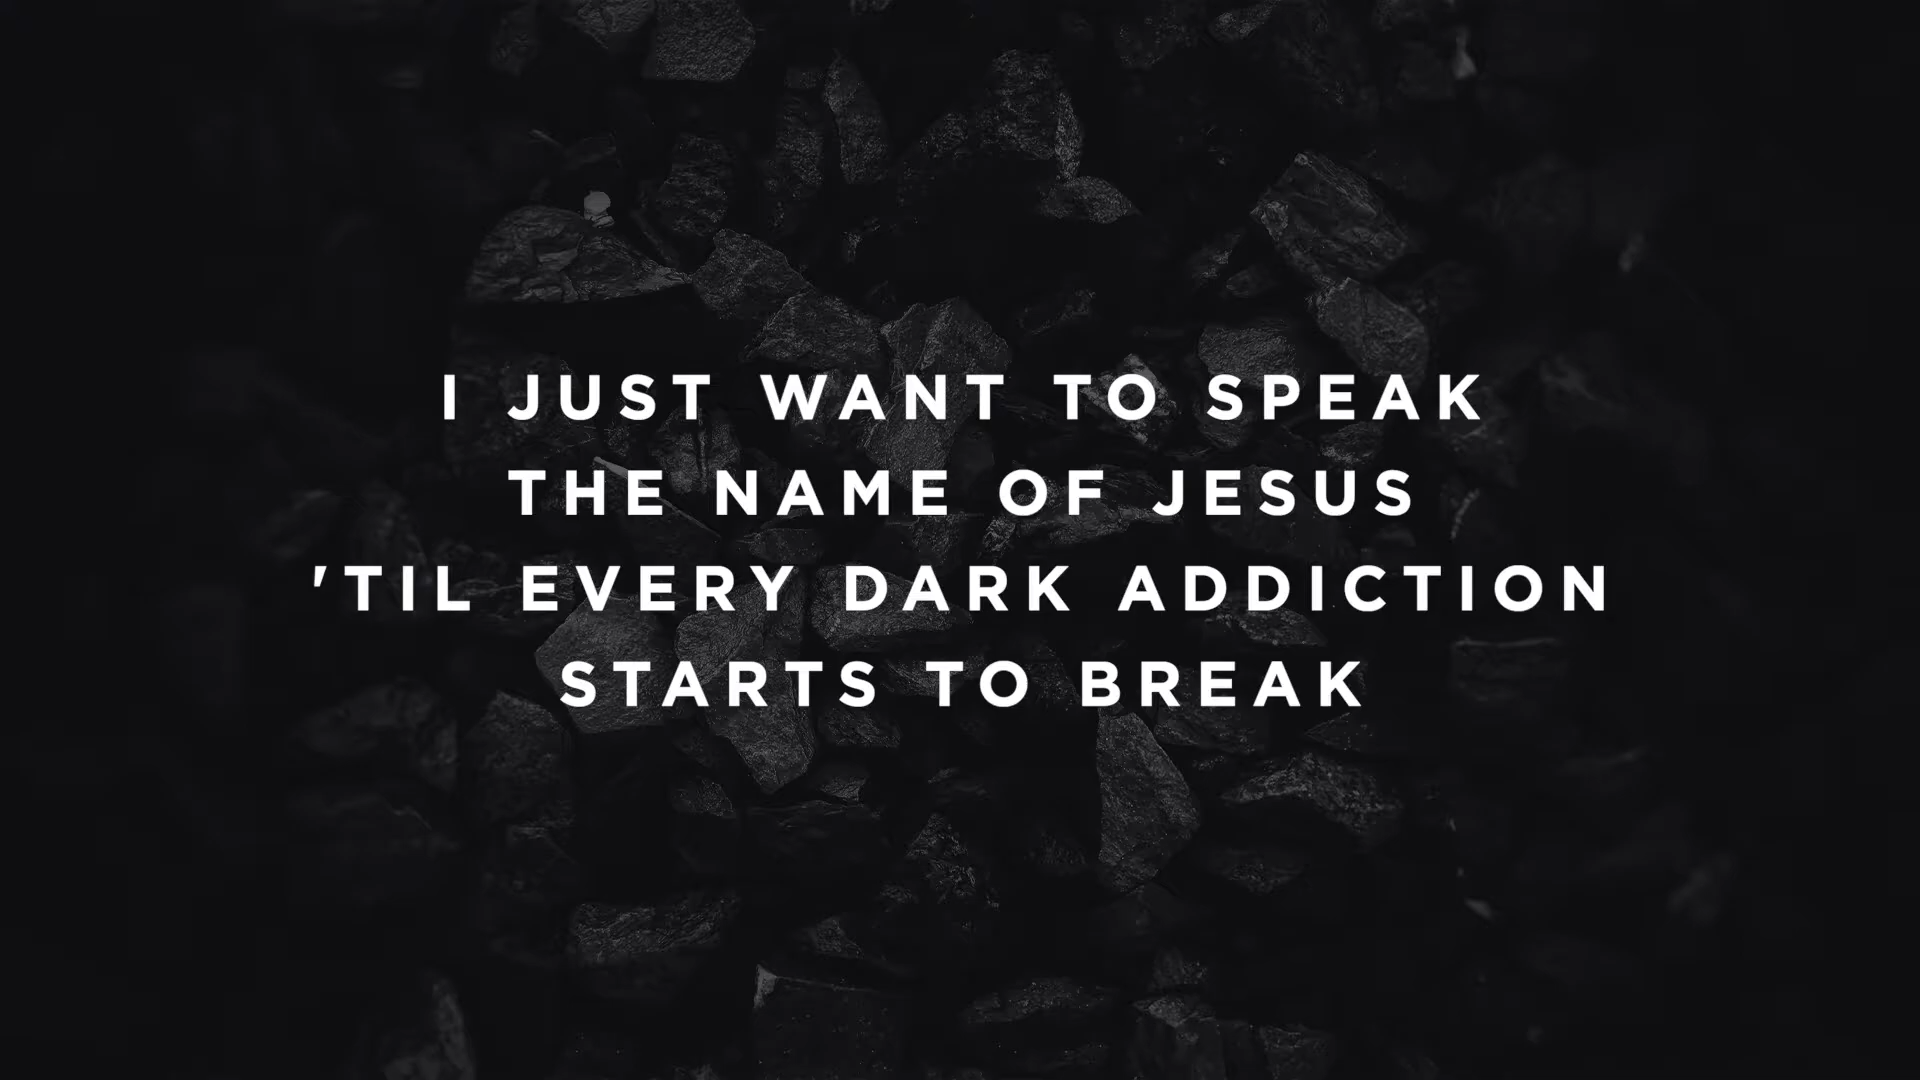 I JUST WANT TO SPEAK
THE NAME OF JESUS
'TIL EVERY DARK ADDICTION
STARTS TO BREAK